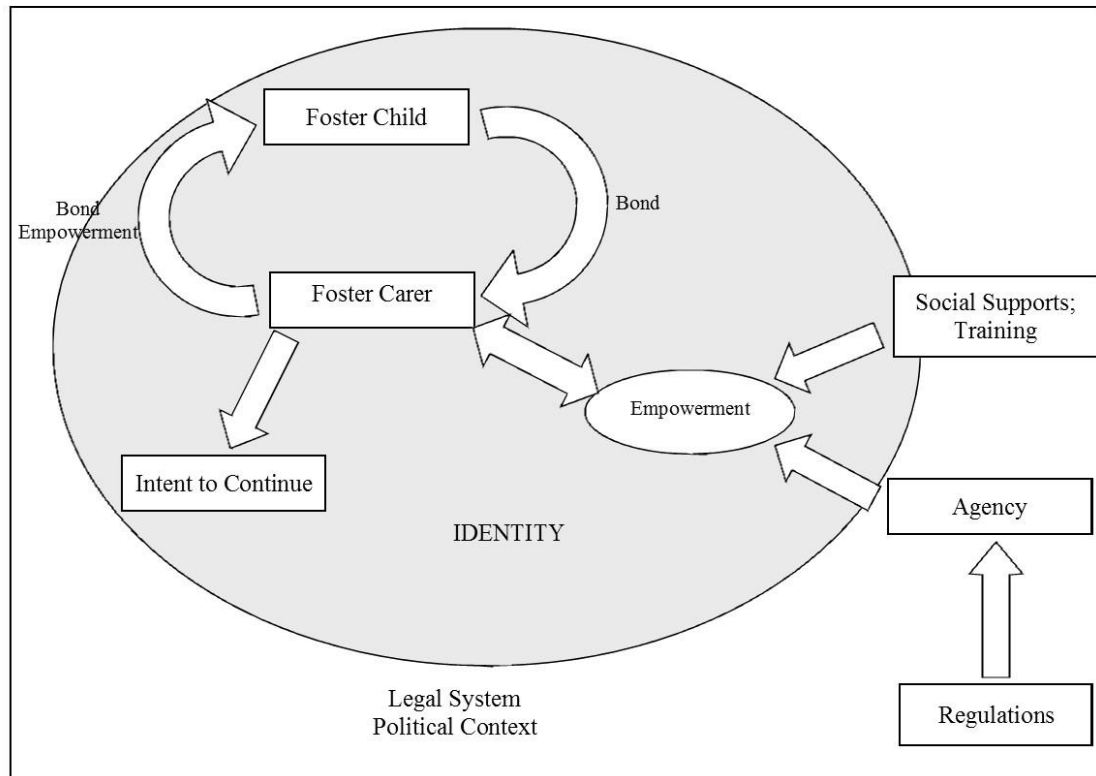 Foster Child
Bond
Empowerment
Bond
Foster Carer
Social Supports;
Training
Empowerment
Intent to Continue
Agency
IDENTITY
Legal System
Political Context
Regulations